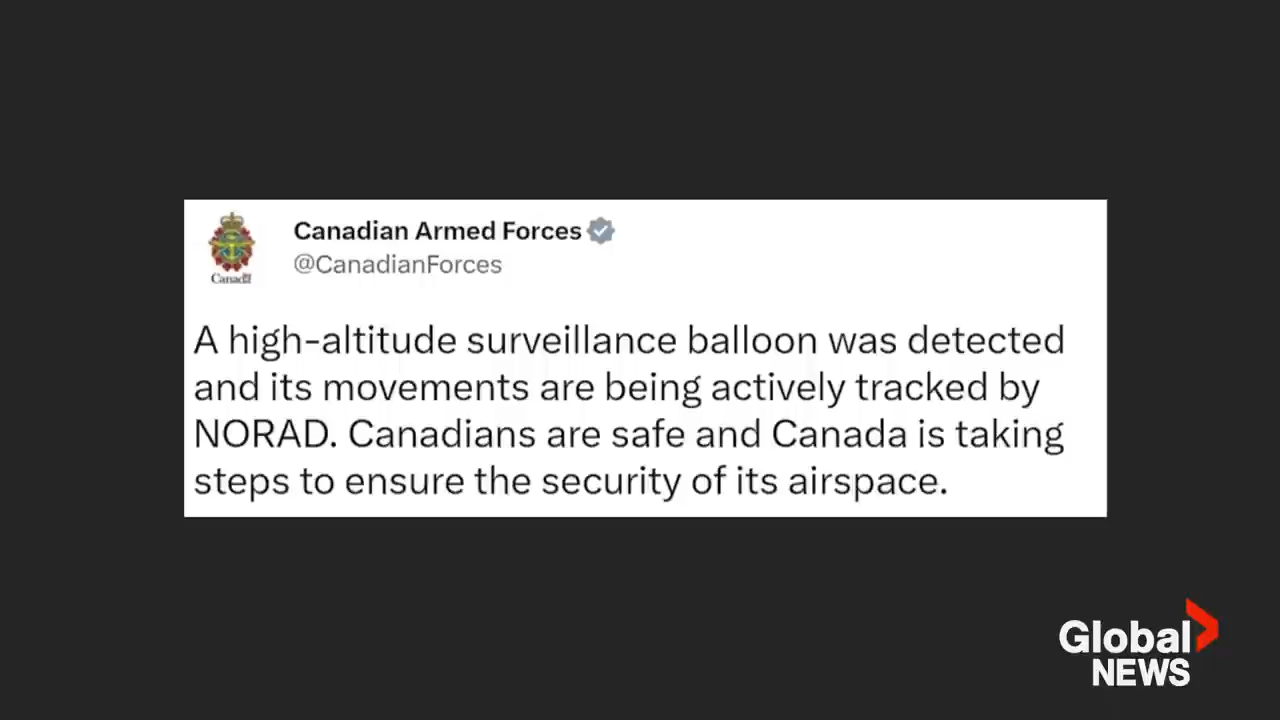 Canadian Armed Forces
@CanadianForces
Canada
A high-altitude surveillance balloon was detected
and its movements are being actively tracked by
NORAD. Canadians are safe and Canada is taking
steps to ensure the security of its airspace.
Global
NEWS